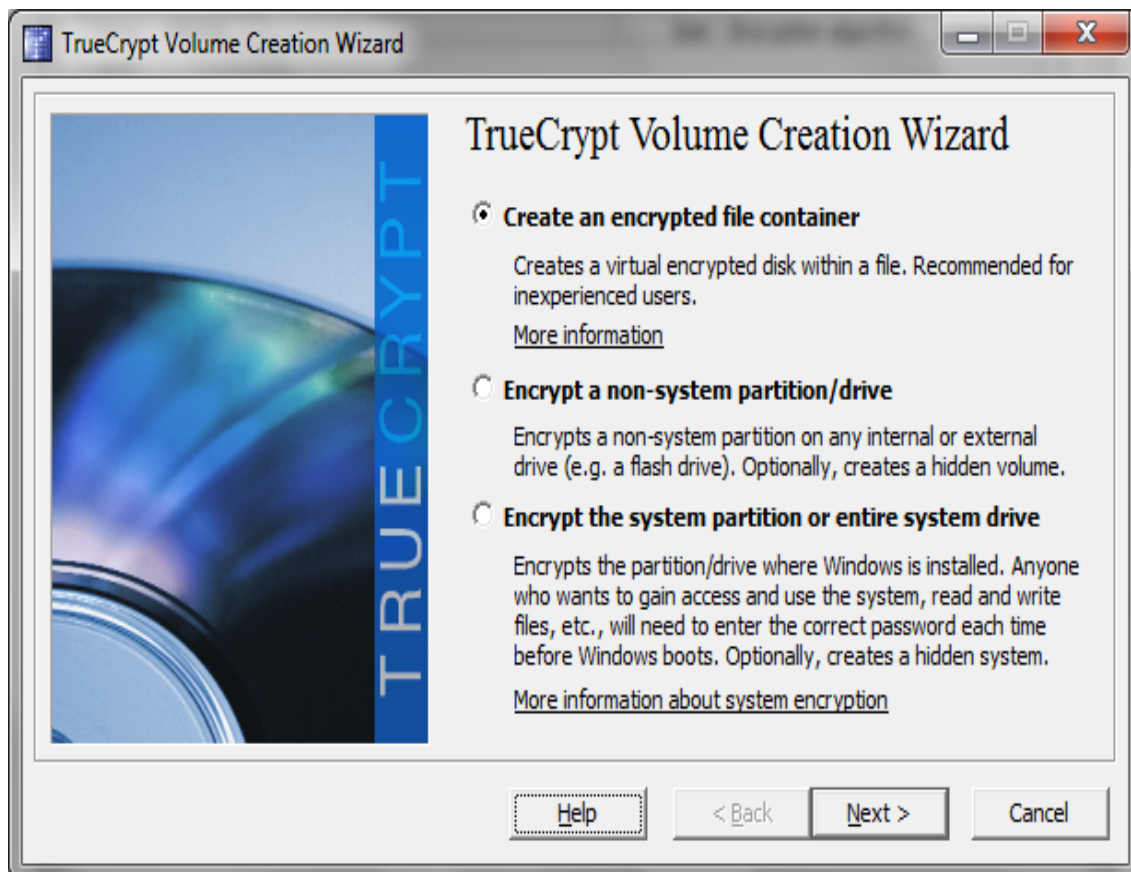 TrueCrypt Volume Creation Wizard
TRUECRYPT
TrueCrypt Volume Creation Wizard
Create an encrypted file container
Creates a virtual encrypted disk within a file. Recommended for
inexperienced users.
More information
Encrypt a non-system partition/drive
Encrypts a non-system partition on any internal or external
drive (e.g. a flash drive). Optionally, creates a hidden volume.
Encrypt the system partition or entire system drive
Encrypts the partition/drive where Windows is installed. Anyone
who wants to gain access and use the system, read and write
files, etc., will need to enter the correct password each time
before Windows boots. Optionally, creates a hidden system.
More information about system encryption
Help
< Back
Next >
Cancel